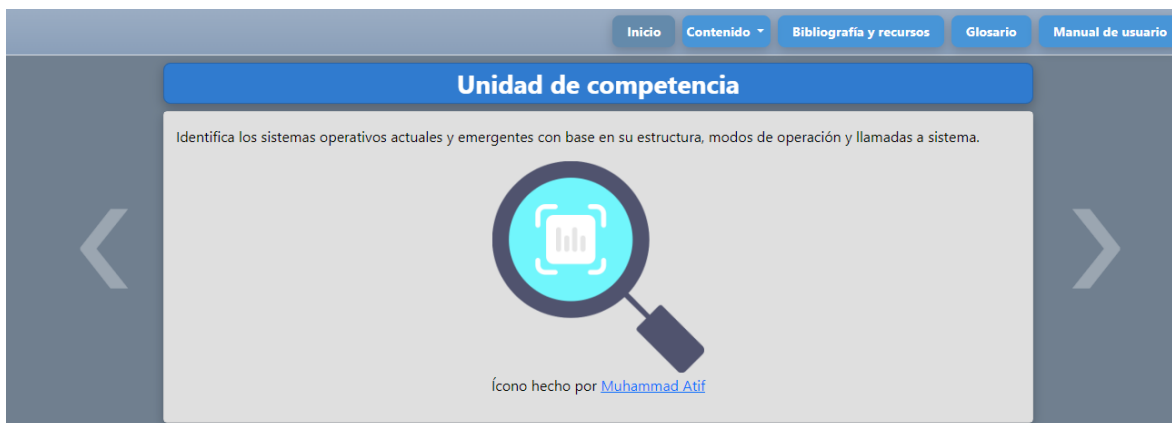 Inicio
Contenido
Bibliografía y recursos
Glosario
Manual de usuario
Unidad de competencia
Identifica los sistemas operativos actuales y emergentes con base en su estructura, modos de operación y llamadas a sistema.
Ícono hecho por Muhammad Atif